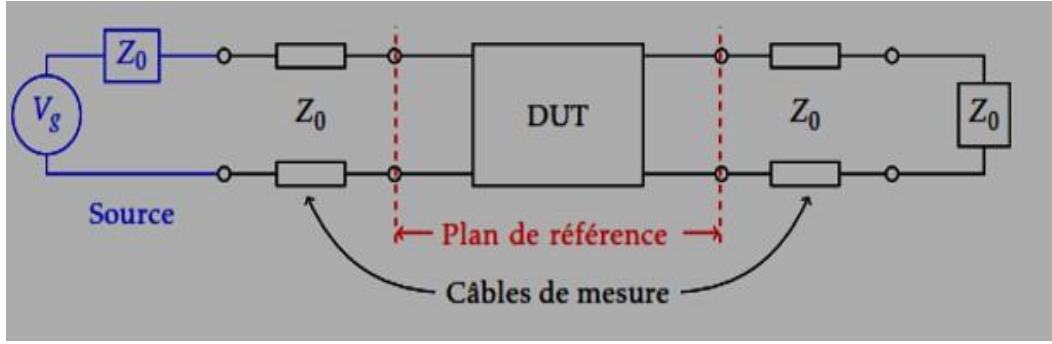 Z0
Vg
Z0
DUT
Z0
Z0
Source
Plan de référence
Câbles de mesure